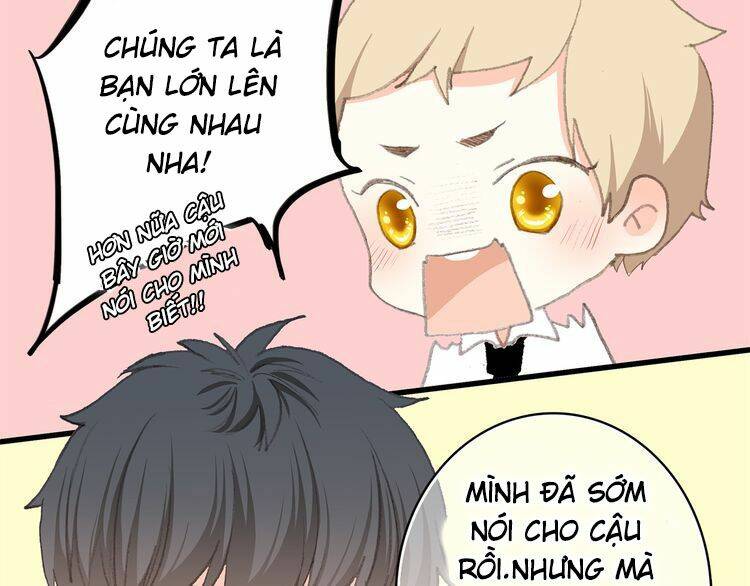 CHÚNG TA LÀ
BẠN LỚN LÊN
CÙNG NHAU
NHA!
HƠN NỮA CẬU
BÂY GIỜ MỚI
NÓI CHO MÌNH
BIẾT!!
MÌNH ĐÃ SỚM
NÓI CHO CẬU
RỒI.NHƯNG MÀ